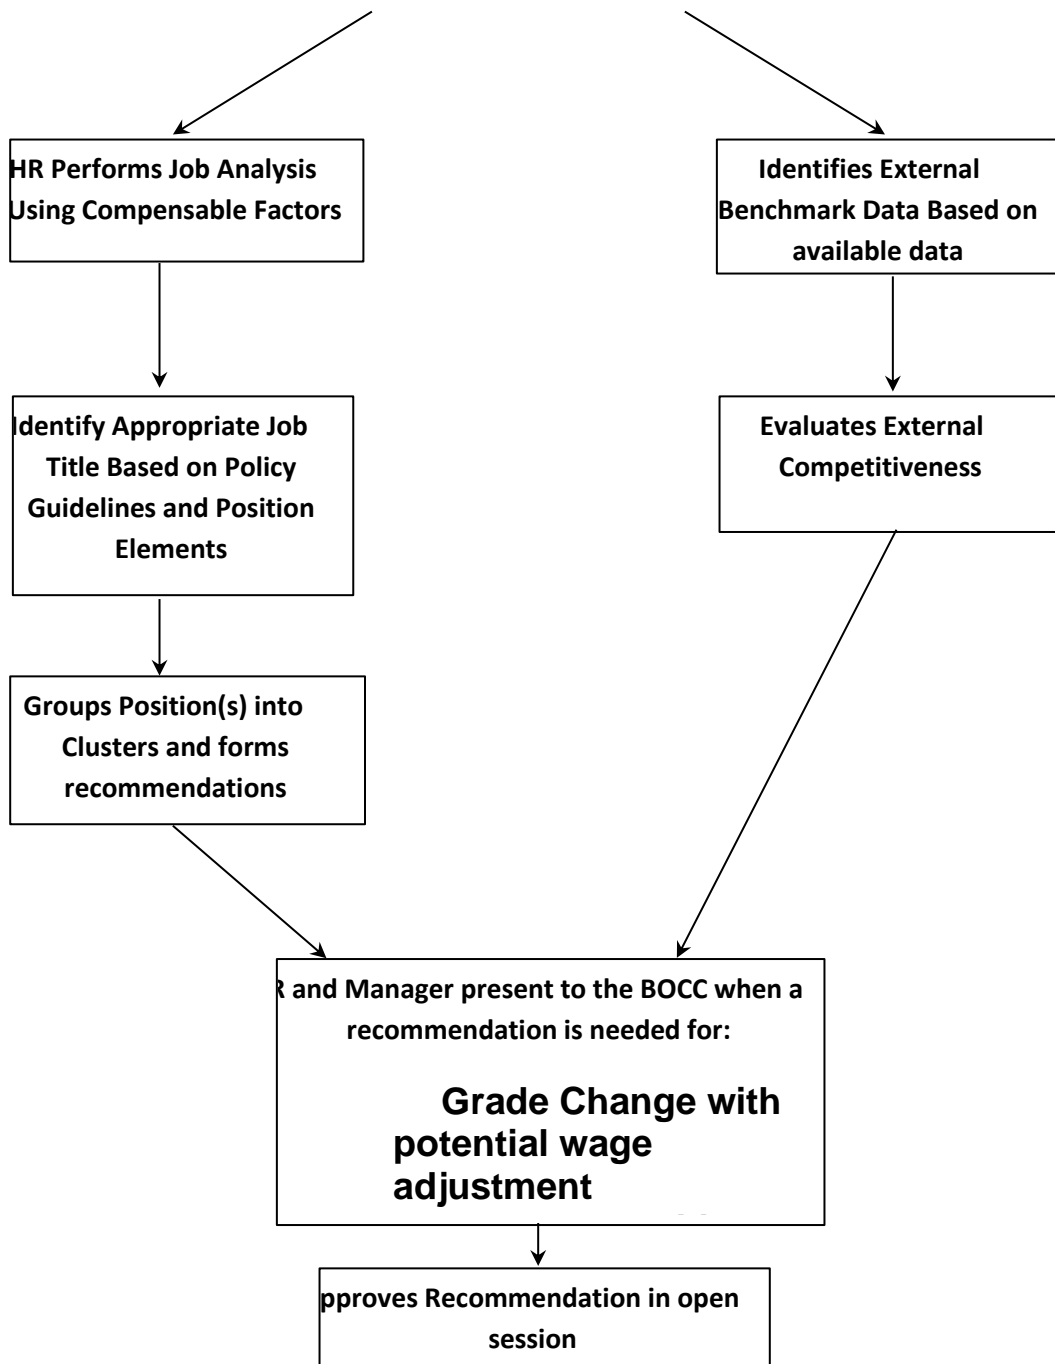 HR Performs Job Analysis
Using Compensable Factors
Identifies External
Benchmark Data Based on
available data
Identify Appropriate Job
Title Based on Policy
Guidelines and Position
Elements
Evaluates External
Competitiveness
Groups Position(s) into
Clusters and forms
recommendations
R and Manager present to the BOCC when a
recommendation is needed for:
Grade Change with
potential wage
adjustment
pproves Recommendation in open
session